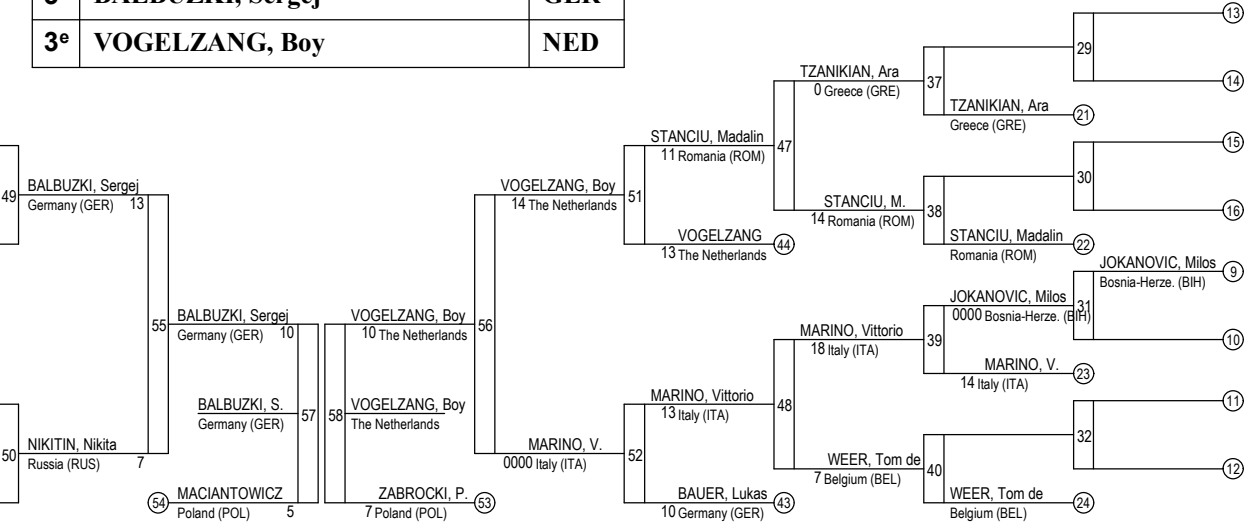 3e VOGELZANG, Boy NED
13
29
TZANIKIAN, Ara
0 Greece (GRE)
37
14
TZANIKIAN, Ara
Greece (GRE)
21
STANCIU, Madalin
11 Romania (ROM)
47
15
30
49
BALBUZKI, Sergej
Germany (GER) 13
VOGELZANG, Boy
14 The Netherlands
51
STANCIU, M.
14 Romania (ROM)
38
16
VOGELZANG
13 The Netherlands
44
STANCIU, Madalin
Romania (ROM)
22
JOKANOVIC, Milos
Bosnia-Herze. (BIH)
9
JOKANOVIC, Milos
0000 Bosnia-Herze. (BIH)
31
55
BALBUZKI, Sergej
Germany (GER) 10
VOGELZANG, Boy
10 The Netherlands
56
MARINO, Vittorio
18 Italy (ITA)
39
10
MARINO, V.
14 Italy (ITA)
23
BALBUZKI, S.
Germany (GER)
57
58
VOGELZANG, Boy
The Netherlands
MARINO, Vittorio
13 Italy (ITA)
48
11
32
50
NIKITIN, Nikita
Russia (RUS) 7
MARINO, V.
0000 Italy (ITA)
52
WEER, Tom de
7 Belgium (BEL)
40
12
54
MACIANTOWICZ
Poland (POL) 5
ZABROCKI, P.
7 Poland (POL)
53
BAUER, Lukas
10 Germany (GER)
43
WEER, Tom de
Belgium (BEL)
24